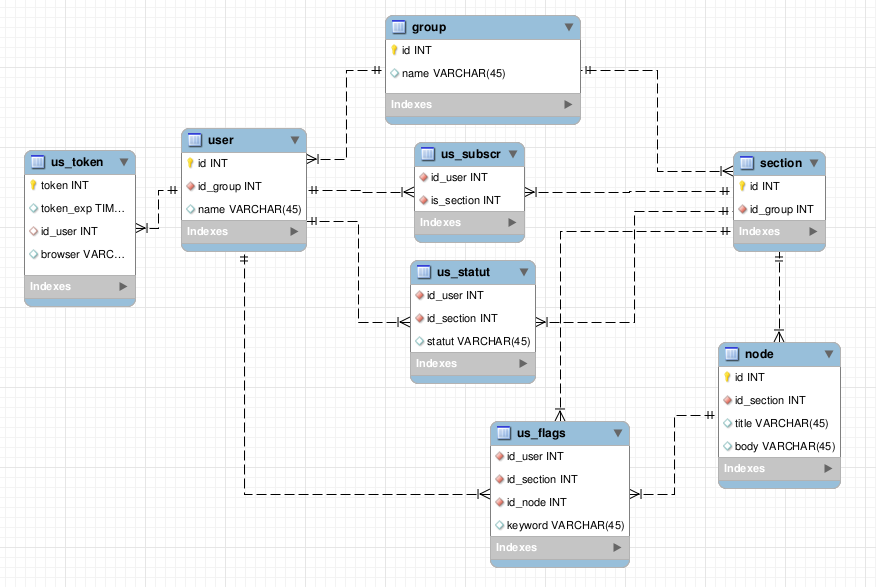 group
id INT
name VARCHAR(45)
Indexes
us_token
token INT
token_exp TIM...
id_user INT
browser VARC...
Indexes
user
id INT
id_group INT
name VARCHAR(45)
Indexes
us_subscr
id_user INT
is_section INT
Indexes
section
id INT
id_group INT
Indexes
us_statut
id_user INT
id_section INT
statut VARCHAR(45)
Indexes
node
id INT
id_section INT
title VARCHAR(45)
body VARCHAR(45)
Indexes
us_flags
id_user INT
id_section INT
id_node INT
keyword VARCHAR(45)
Indexes